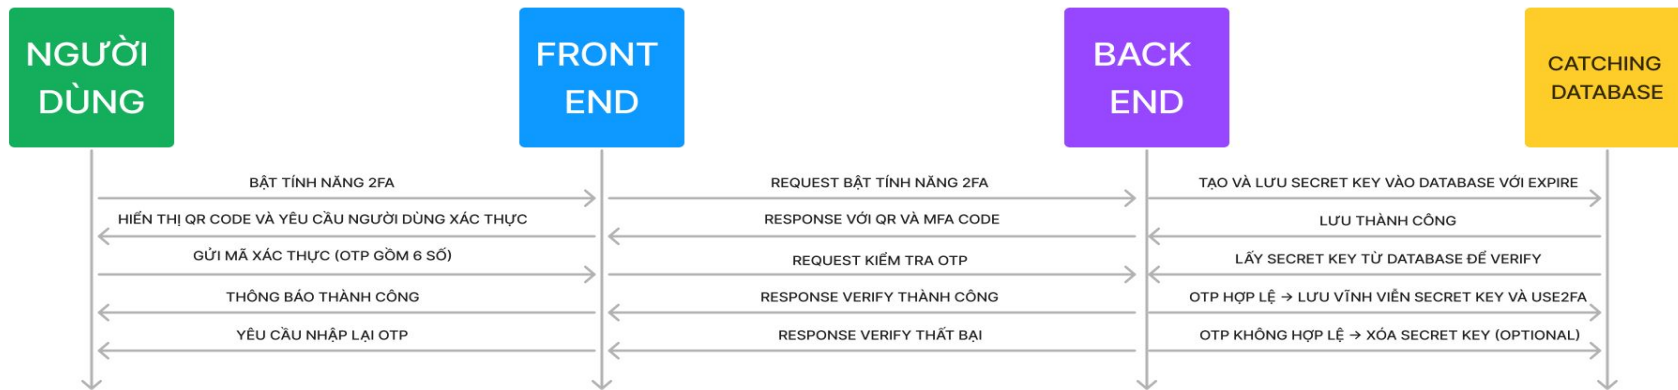 NGƯỜI
DÙNG
FRONT
END
BACK
END
CATCHING
DATABASE
BẬT TÍNH NĂNG 2FA
REQUEST BẬT TÍNH NĂNG 2FA
TẠO VÀ LƯU SECRET KEY VÀO DATABASE VỚI EXPIRE
HIỂN THỊ QR CODE VÀ YÊU CẦU NGƯỜI DÙNG XÁC THỰC
RESPONSE VỚI QR VÀ MFA CODE
LƯU THÀNH CÔNG
GỬI MÃ XÁC THỰC (OTP GỒM 6 SỐ)
REQUEST KIỂM TRA OTP
LẤY SECRET KEY TỪ DATABASE ĐỂ VERIFY
THÔNG BÁO THÀNH CÔNG
RESPONSE VERIFY THÀNH CÔNG
OTP HỢP LỆ → LƯU VĨNH VIỄN SECRET KEY VÀ USE2FA
YÊU CẦU NHẬP LẠI OTP
RESPONSE VERIFY THẤT BẠI
OTP KHÔNG HỢP LỆ → XÓA SECRET KEY (OPTIONAL)